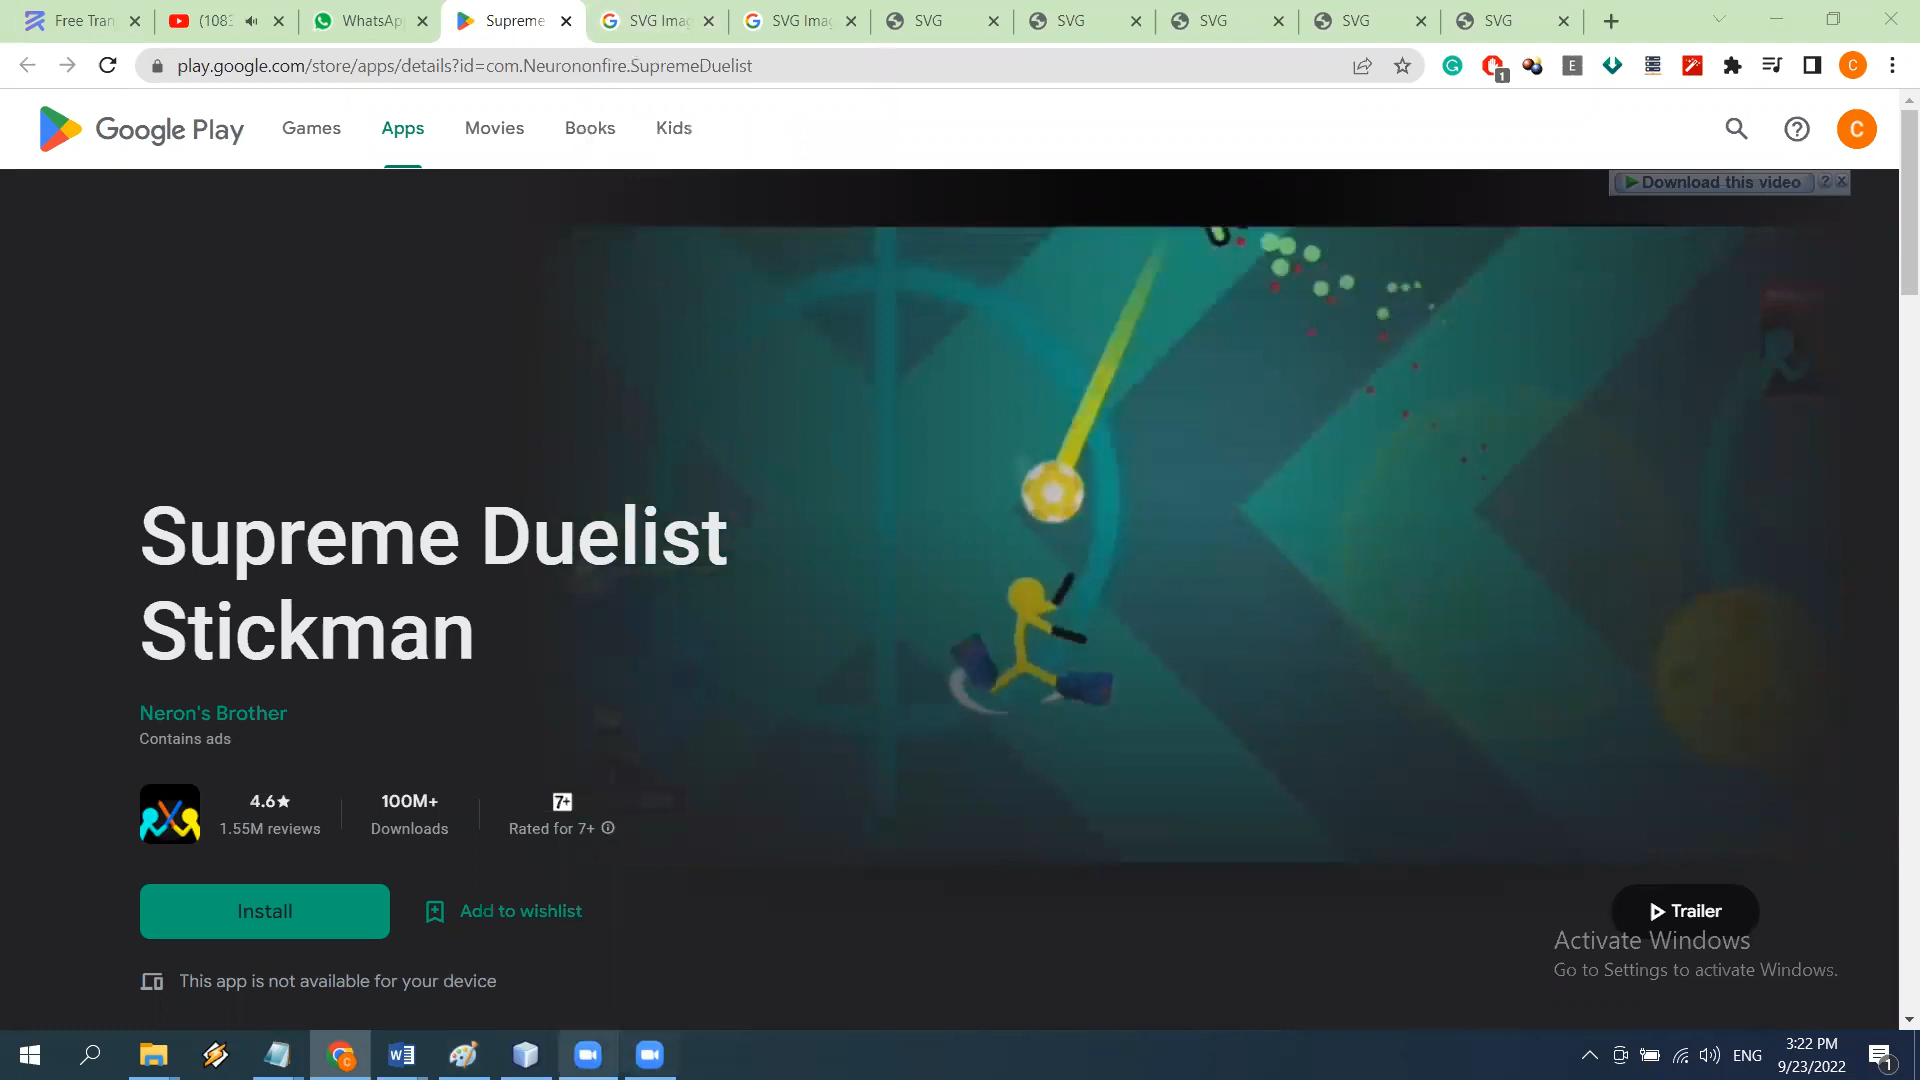 Free Tran
(108
WhatsAp
Supreme
SVG Imag
SVG Imag
SVG
SVG
SVG
SVG
SVG
play.google.com/store/apps/details?id=com.Neurononfire.SupremeDuelist
1
E
C
Google Play
Games
Apps
Movies
Books
Kids
C
Download this video
Supreme Duelist
Stickman
Neron's Brother
Contains ads
4.6★
100M+
7+
1.55M reviews
Downloads
Rated for 7+
Install
Add to wishlist
Trailer
This app is not available for your device
Activate Windows
Go to Settings to activate Windows.
ENG
3:22 PM
9/23/2022
1